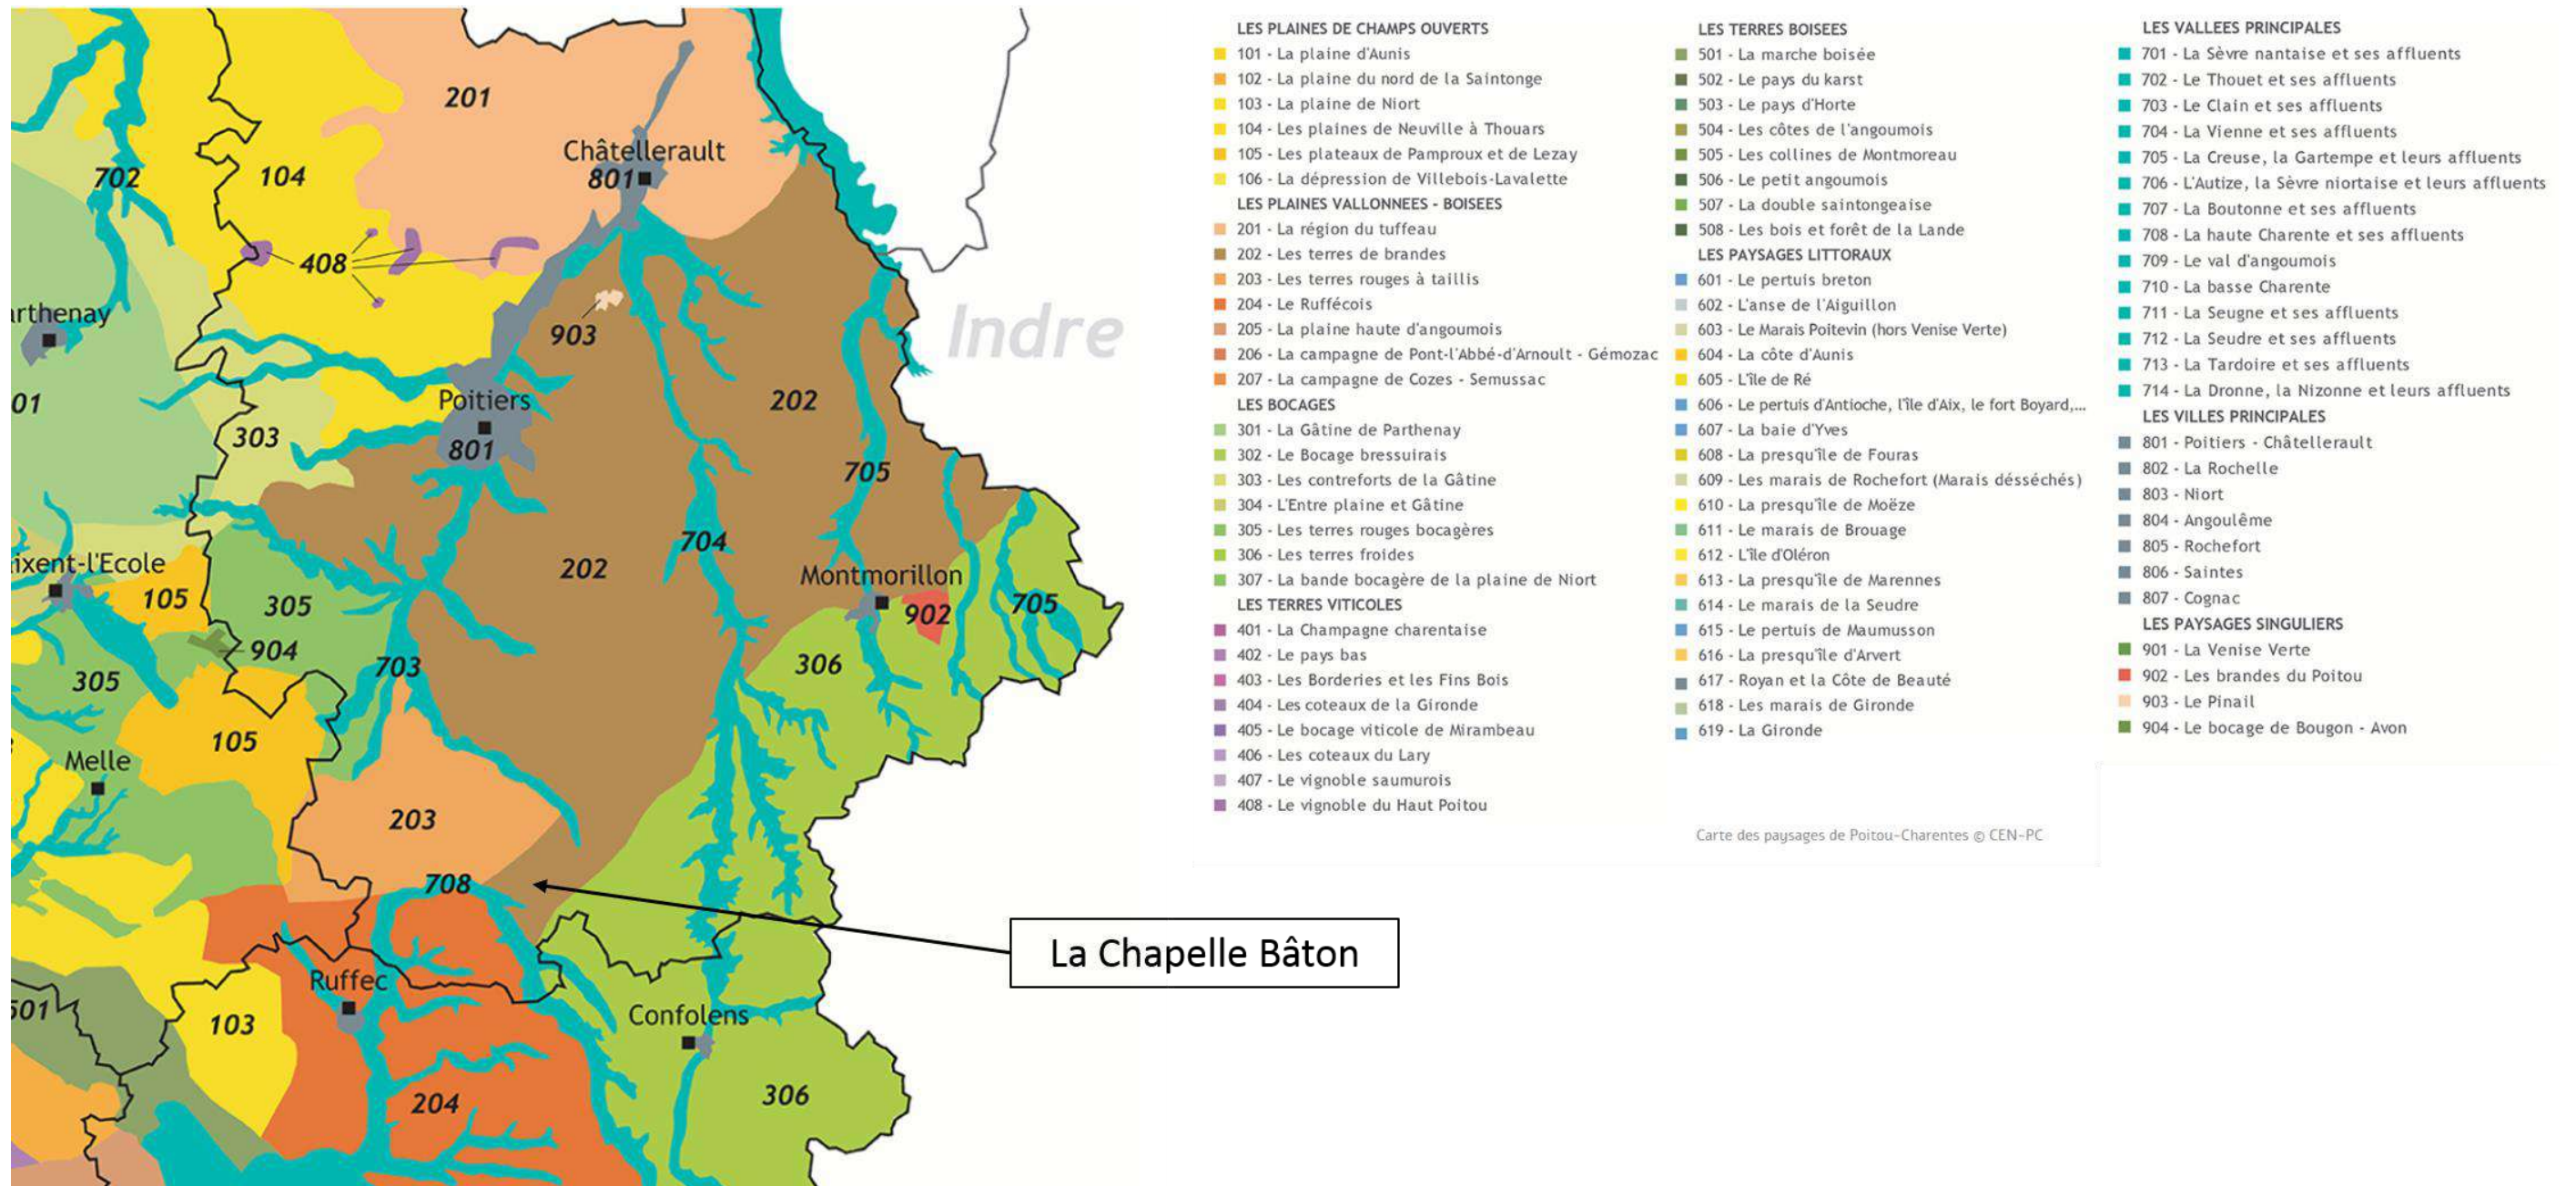 201
Châtellerault
801
702
104
408
903
arthenay
Indre
01
Poitiers
801
202
303
705
704
202
ixent-l'Ecole
105
305
Montmorillon
902
705
904
703
306
305
105
Melle
203
708
La Chapelle Bâton
Ruffec
501
103
Confolens
204
306
LES PLAINES DE CHAMPS OUVERTS
101 - La plaine d'Aunis
102 - La plaine du nord de la Saintonge
103 - La plaine de Niort
104 - Les plaines de Neuville à Thouars
105 - Les plateaux de Pamproux et de Lezay
106 - La dépression de Villebois-Lavalette
LES PLAINES VALLONNEES - BOISEES
201 - La région du tuffeau
202 - Les terres de brandes
203 - Les terres rouges à taillis
204 - Le Ruffécois
205 - La plaine haute d'angoumois
206 - La campagne de Pont-l'Abbé-d'Arnoult - Gémozac
207 - La campagne de Cozes - Semussac
LES BOCAGES
301 - La Gâtine de Parthenay
302 - Le Bocage bressuirais
303 - Les contreforts de la Gâtine
304 - L'Entre plaine et Gâtine
305 - Les terres rouges bocagères
306 - Les terres froides
307 - La bande bocagère de la plaine de Niort
LES TERRES VITICOLES
401 - La Champagne charentaise
402 - Le pays bas
403 - Les Borderies et les Fins Bois
404 - Les coteaux de la Gironde
405 - Le bocage viticole de Mirambeau
406 - Les coteaux du Lary
407 - Le vignoble saumurois
408 - Le vignoble du Haut Poitou
LES TERRES BOISEES
501 - La marche boisée
502 - Le pays du karst
503 - Le pays d'Horte
504 - Les côtes de l'angoumois
505 - Les collines de Montmoreau
506 - Le petit angoumois
507 - La double saintongeaise
508 - Les bois et forêt de la Lande
LES PAYSAGES LITTORAUX
601 - Le pertuis breton
602 - L'anse de l'Aiguillon
603 - Le Marais Poitevin (hors Venise Verte)
604 - La côte d'Aunis
605 - L'île de Ré
606 - Le pertuis d'Antioche, l'île d'Aix, le fort Boyard,...
607 - La baie d'Yves
608 - La presqu'île de Fouras
609 - Les marais de Rochefort (Marais désséchés)
610 - La presqu'île de Moëze
611 - Le marais de Brouage
612 - L'île d'Oléron
613 - La presqu'île de Marennes
614 - Le marais de la Seudre
615 - Le pertuis de Maumusson
616 - La presqu'île d'Arvert
617 - Royan et la Côte de Beauté
618 - Les marais de Gironde
619 - La Gironde
Carte des paysages de Poitou-Charentes © CEN-PC
LES VALLEES PRINCIPALES
701 - La Sèvre nantaise et ses affluents
702 - Le Thouet et ses affluents
703 - Le Clain et ses affluents
704 - La Vienne et ses affluents
705 - La Creuse, la Gartempe et leurs affluents
706 - L'Autize, la Sèvre niortaise et leurs affluents
707 - La Boutonne et ses affluents
708 - La haute Charente et ses affluents
709 - Le val d'angoumois
710 - La basse Charente
711 - La Seugne et ses affluents
712 - La Seudre et ses affluents
713 - La Tardoire et ses affluents
714 - La Dronne, la Nizonne et leurs affluents
LES VILLES PRINCIPALES
801 - Poitiers - Châtellerault
802 - La Rochelle
803 - Niort
804 - Angoulême
805 - Rochefort
806 - Saintes
807 - Cognac
LES PAYSAGES SINGULIERS
901 - La Venise Verte
902 - Les brandes du Poitou
903 - Le Pinail
904 - Le bocage de Bougon - Avon